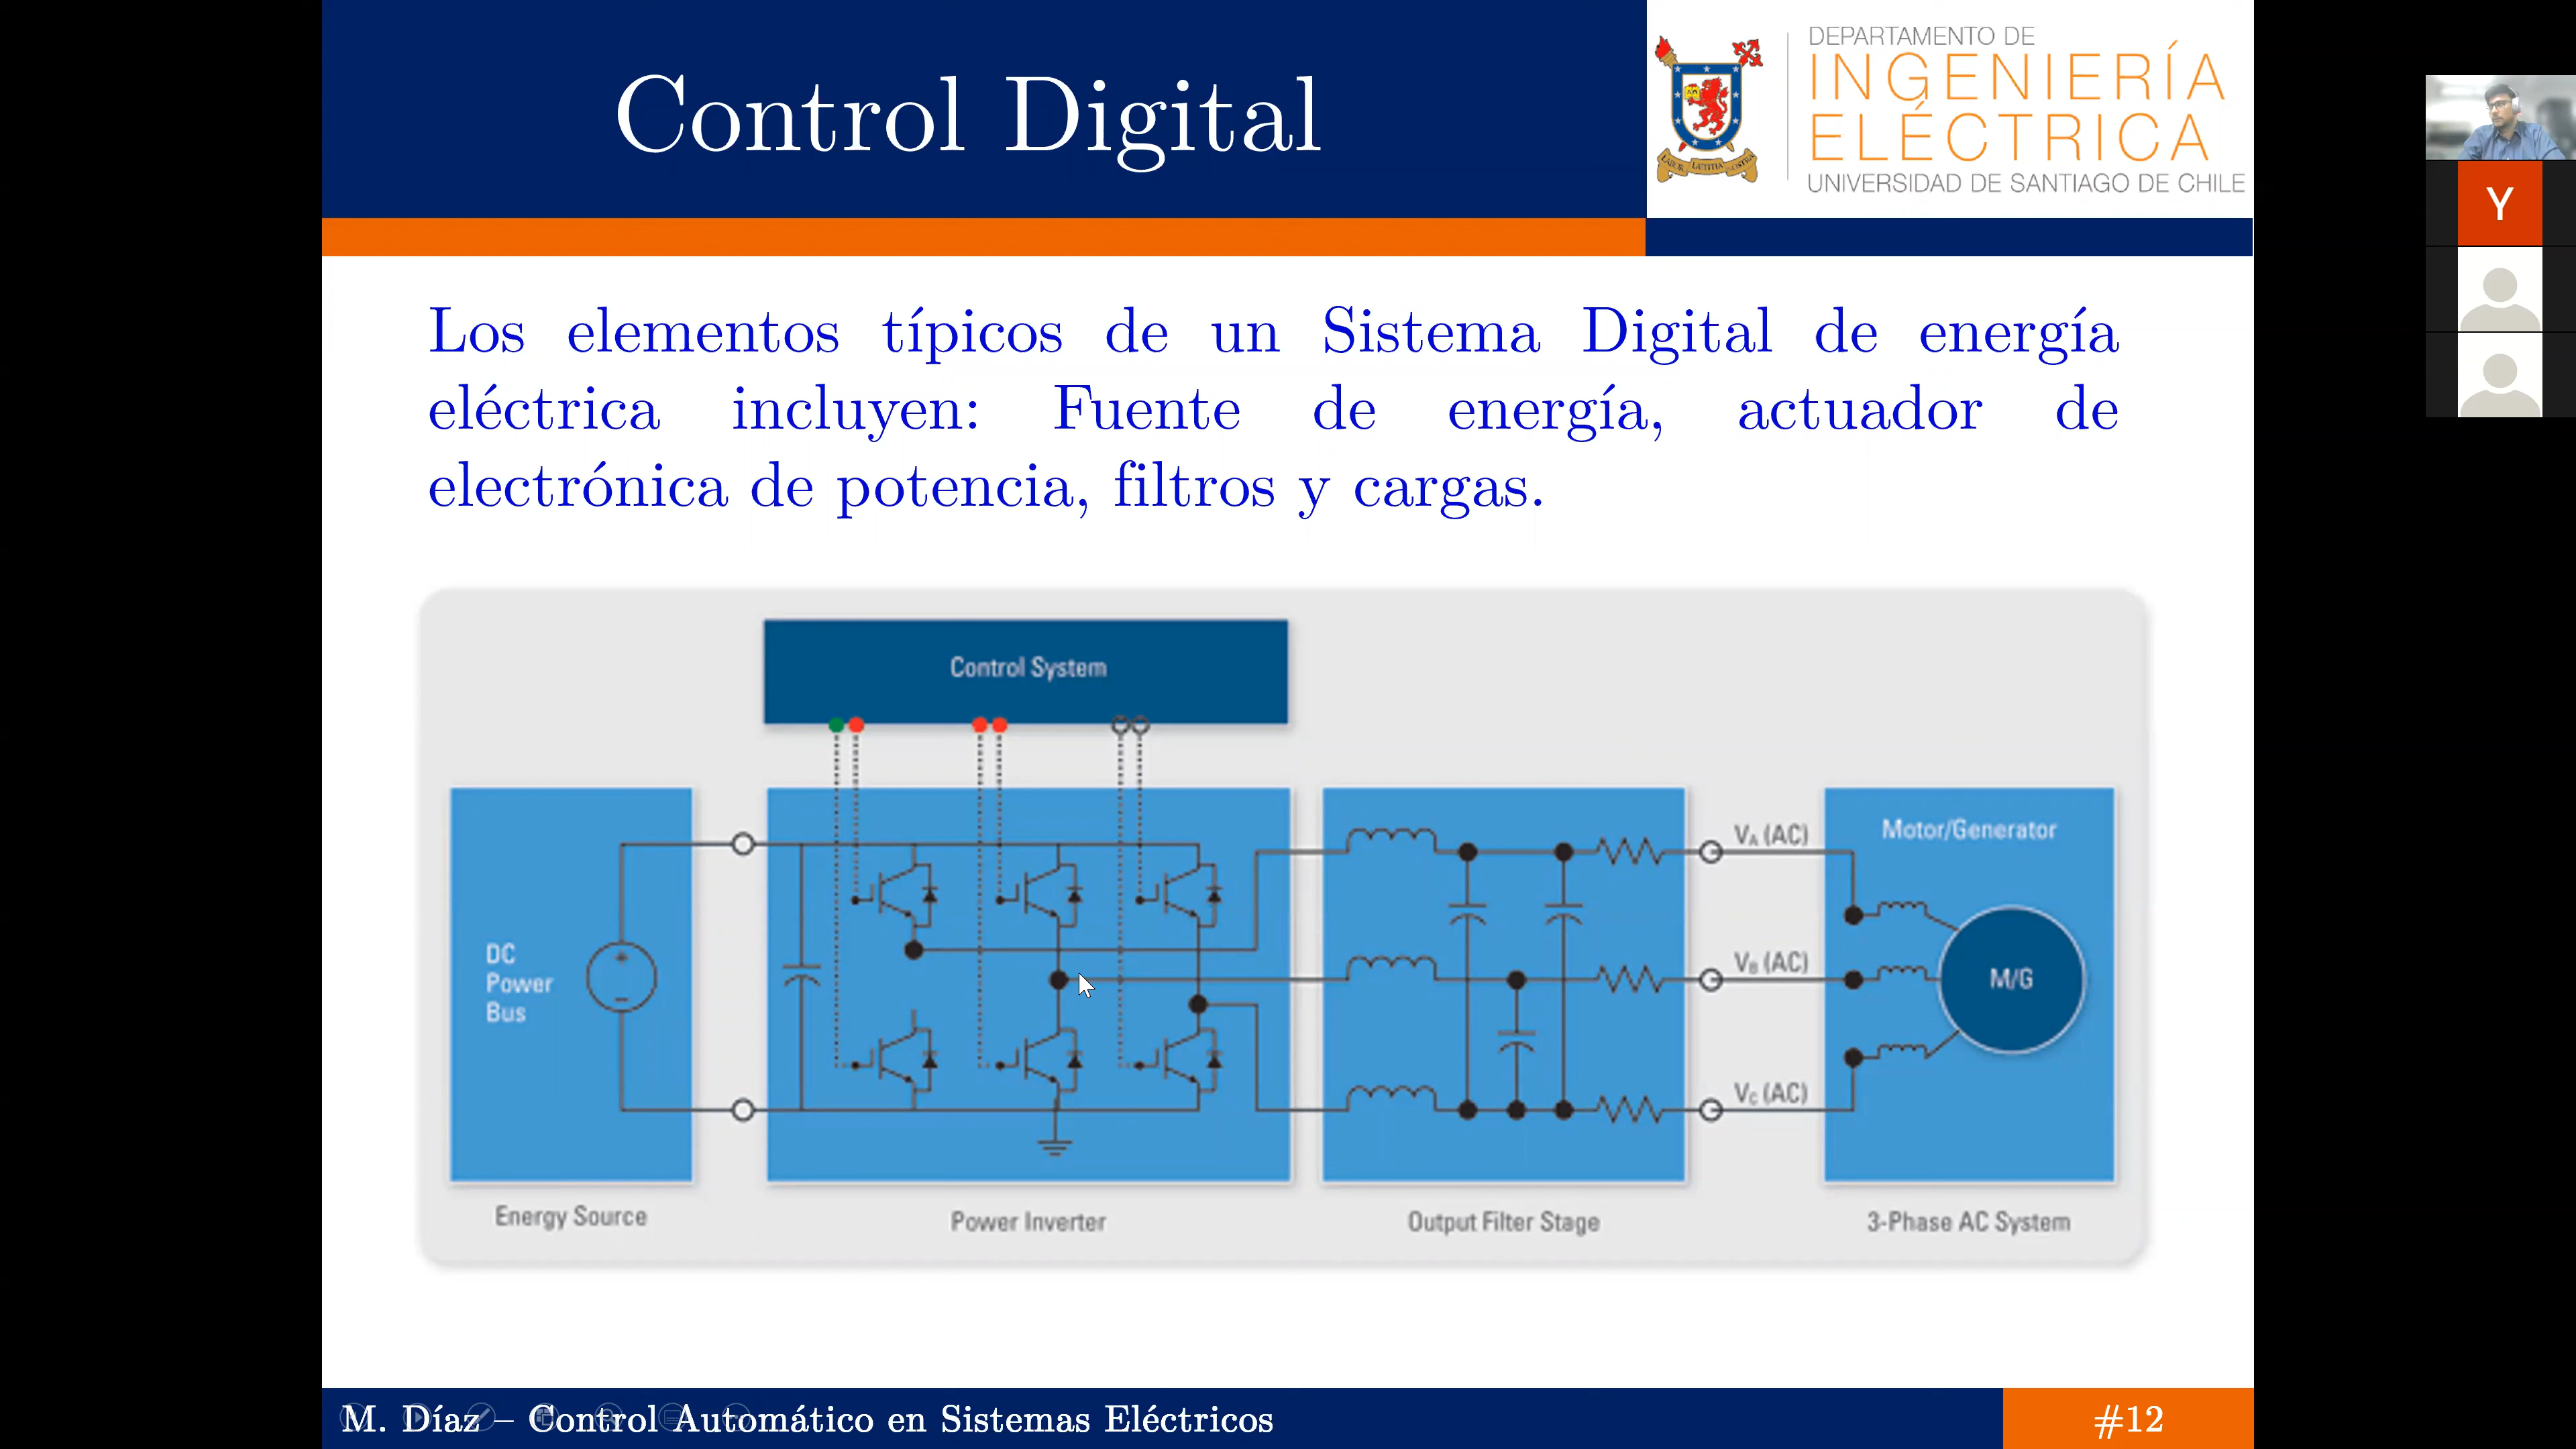 Control Digital
DEPARTAMENTO DE
INGENIERÍA
ELÉCTRICA
UNIVERSIDAD DE SANTIAGO DE CHILE
Y
Los elementos típicos de un Sistema Digital de energía
eléctrica incluyen: Fuente de energía, actuador de
electrónica de potencia, filtros y cargas.
Control System
DC
Power
Bus
Motor/Generator
V_A (AC)
V_B (AC)
V_C (AC)
M/G
Energy Source
Power Inverter
Output Filter Stage
3-Phase AC System
M. Díaz – Control Automático en Sistemas Eléctricos
#12